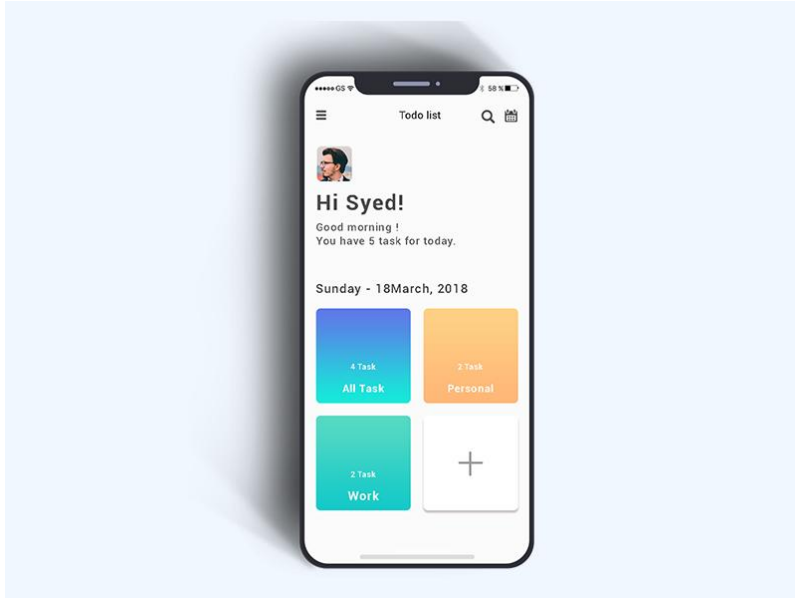 GS
58 %
Todo list
Hi Syed!
Good morning !
You have 5 task for today.
Sunday - 18March, 2018
4 Task
All Task
2 Task
Personal
2 Task
Work